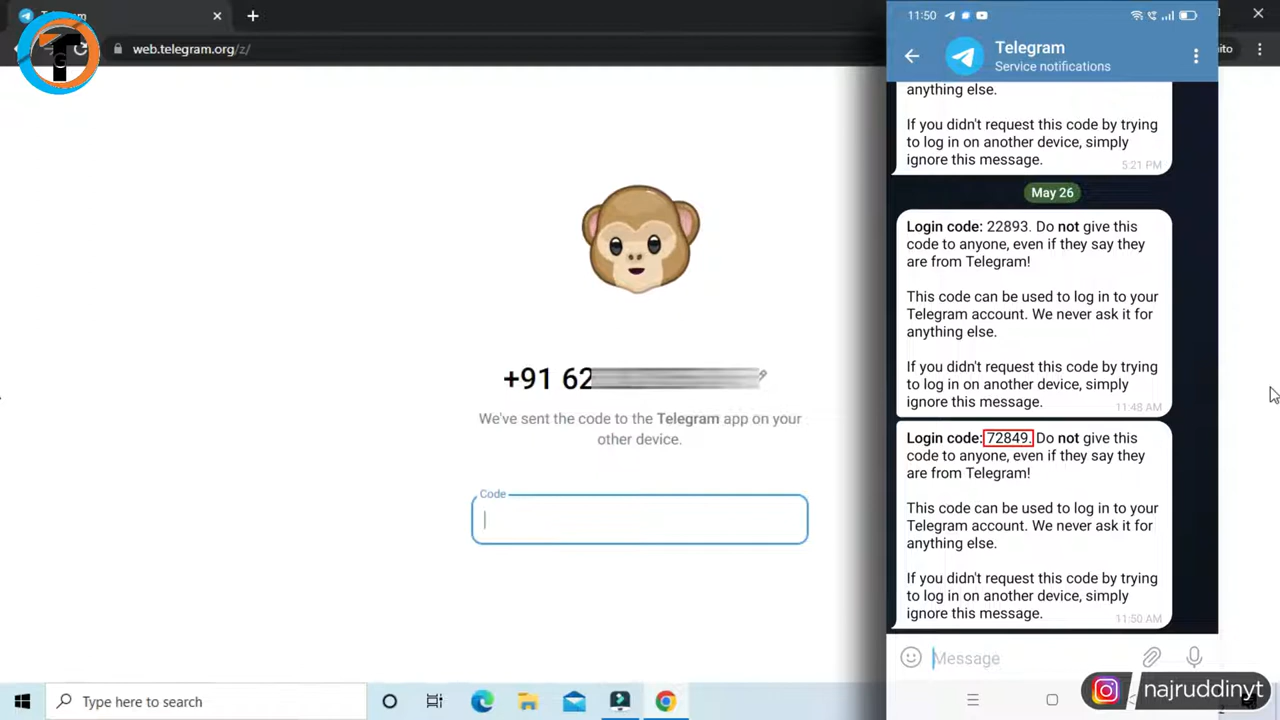 Telegram
web.telegram.org/z/
TG
+91 62
We've sent the code to the Telegram app on your
other device.
Code
Type here to search
11:50
Telegram
Service notifications
anything else.
If you didn't request this code by trying
to log in on another device, simply
ignore this message.
5:21 PM
May 26
Login code: 22893. Do not give this
code to anyone, even if they say they
are from Telegram!
This code can be used to log in to your
Telegram account. We never ask it for
anything else.
If you didn't request this code by trying
to log in on another device, simply
ignore this message.
11:48 AM
Login code: 72849. Do not give this
code to anyone, even if they say they
are from Telegram!
This code can be used to log in to your
Telegram account. We never ask it for
anything else.
If you didn't request this code by trying
to log in on another device, simply
ignore this message.
11:50 AM
Message
najruddinyt